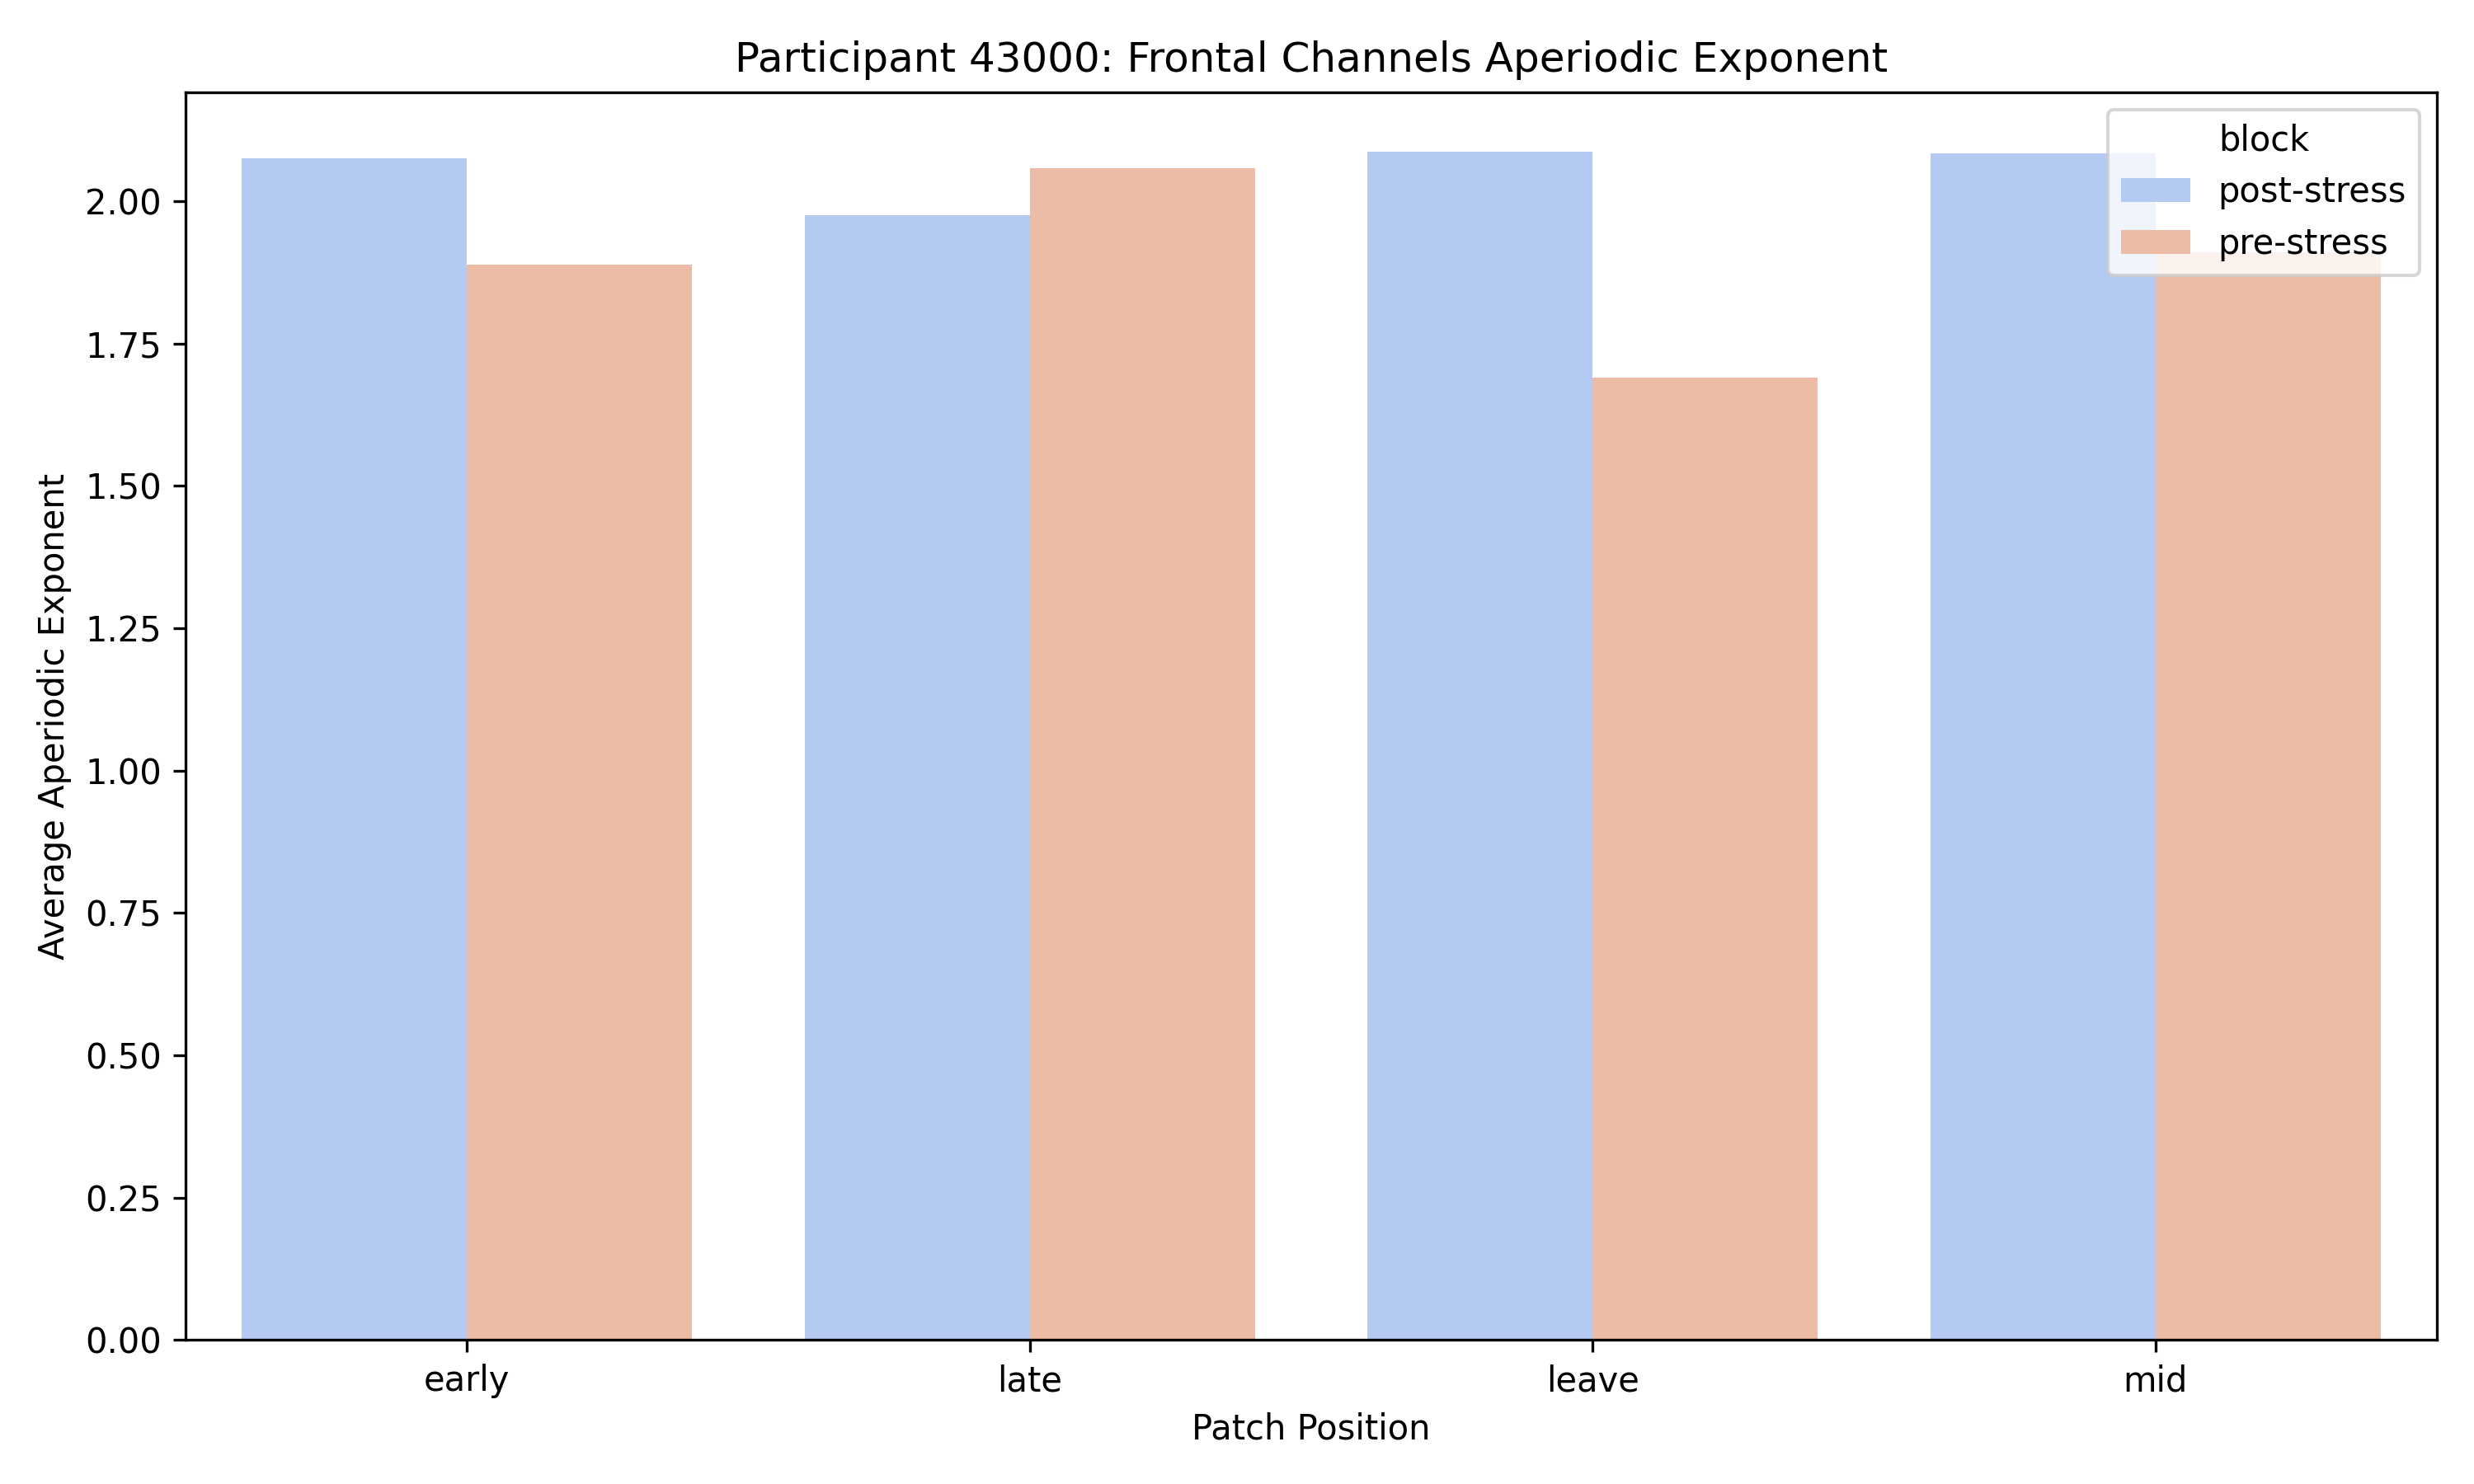 Participant 43000: Frontal Channels Aperiodic Exponent
block
post-stress
pre-stress
Average Aperiodic Exponent
2.00
1.75
1.50
1.25
1.00
0.75
0.50
0.25
0.00
early late leave mid
Patch Position